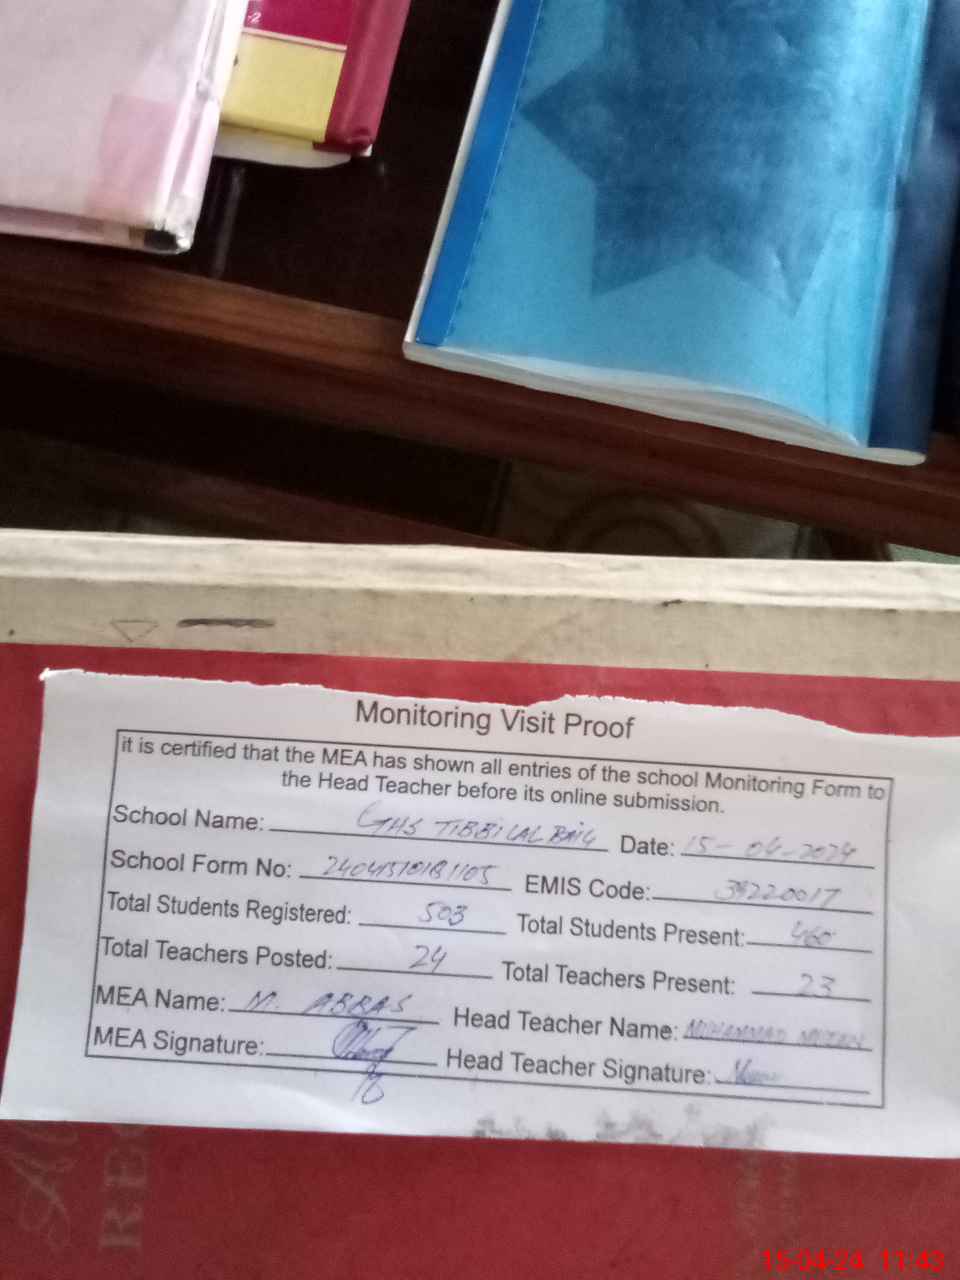 -2
Monitoring Visit Proof
it is certified that the MEA has shown all entries of the school Monitoring Form to
the Head Teacher before its online submission.
School Name: GHS TIBBI LAL BAIG Date: 15-04-2024
School Form No: EMIS Code: 39220017
Total Students Registered: 503 Total Students Present: 460
Total Teachers Posted: 24 Total Teachers Present: 23
MEA Name: M. ABBAS Head Teacher Name: MUHAMMAD
MEA Signature: Head Teacher Signature:
15-04-24 11:43